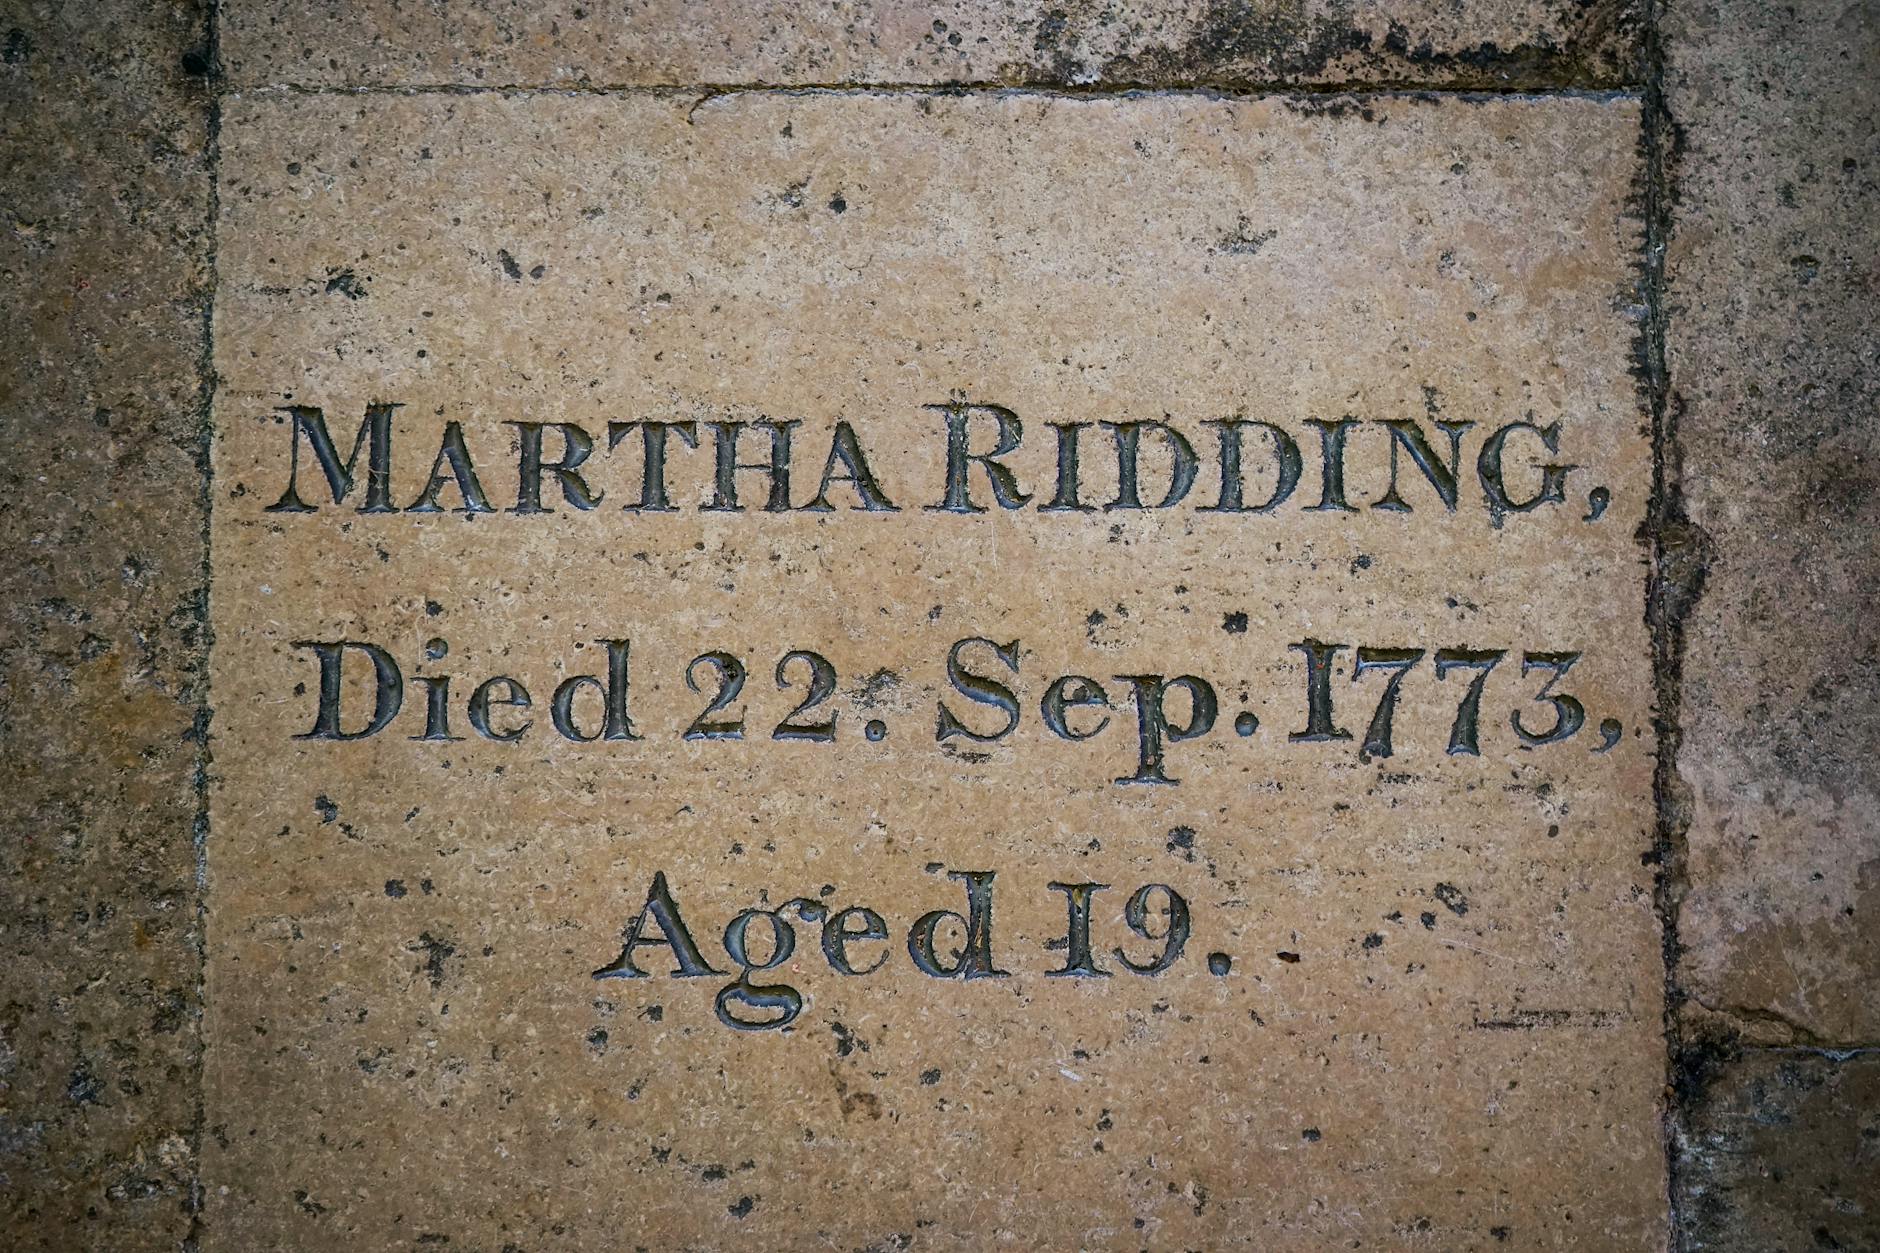 MARTHA RIDDING,
Died 22. Sep. 1773,
Aged 19.